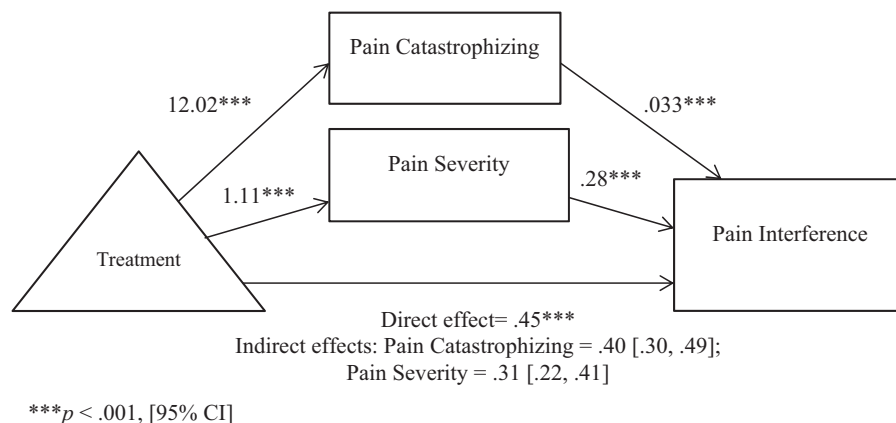 Pain Catastrophizing
12.02***
.033***
Pain Severity
1.11***
.28***
Treatment
Pain Interference
Direct effect= .45***
Indirect effects: Pain Catastrophizing = .40 [.30, .49];
Pain Severity = .31 [.22, .41]
***p < .001, [95% CI]